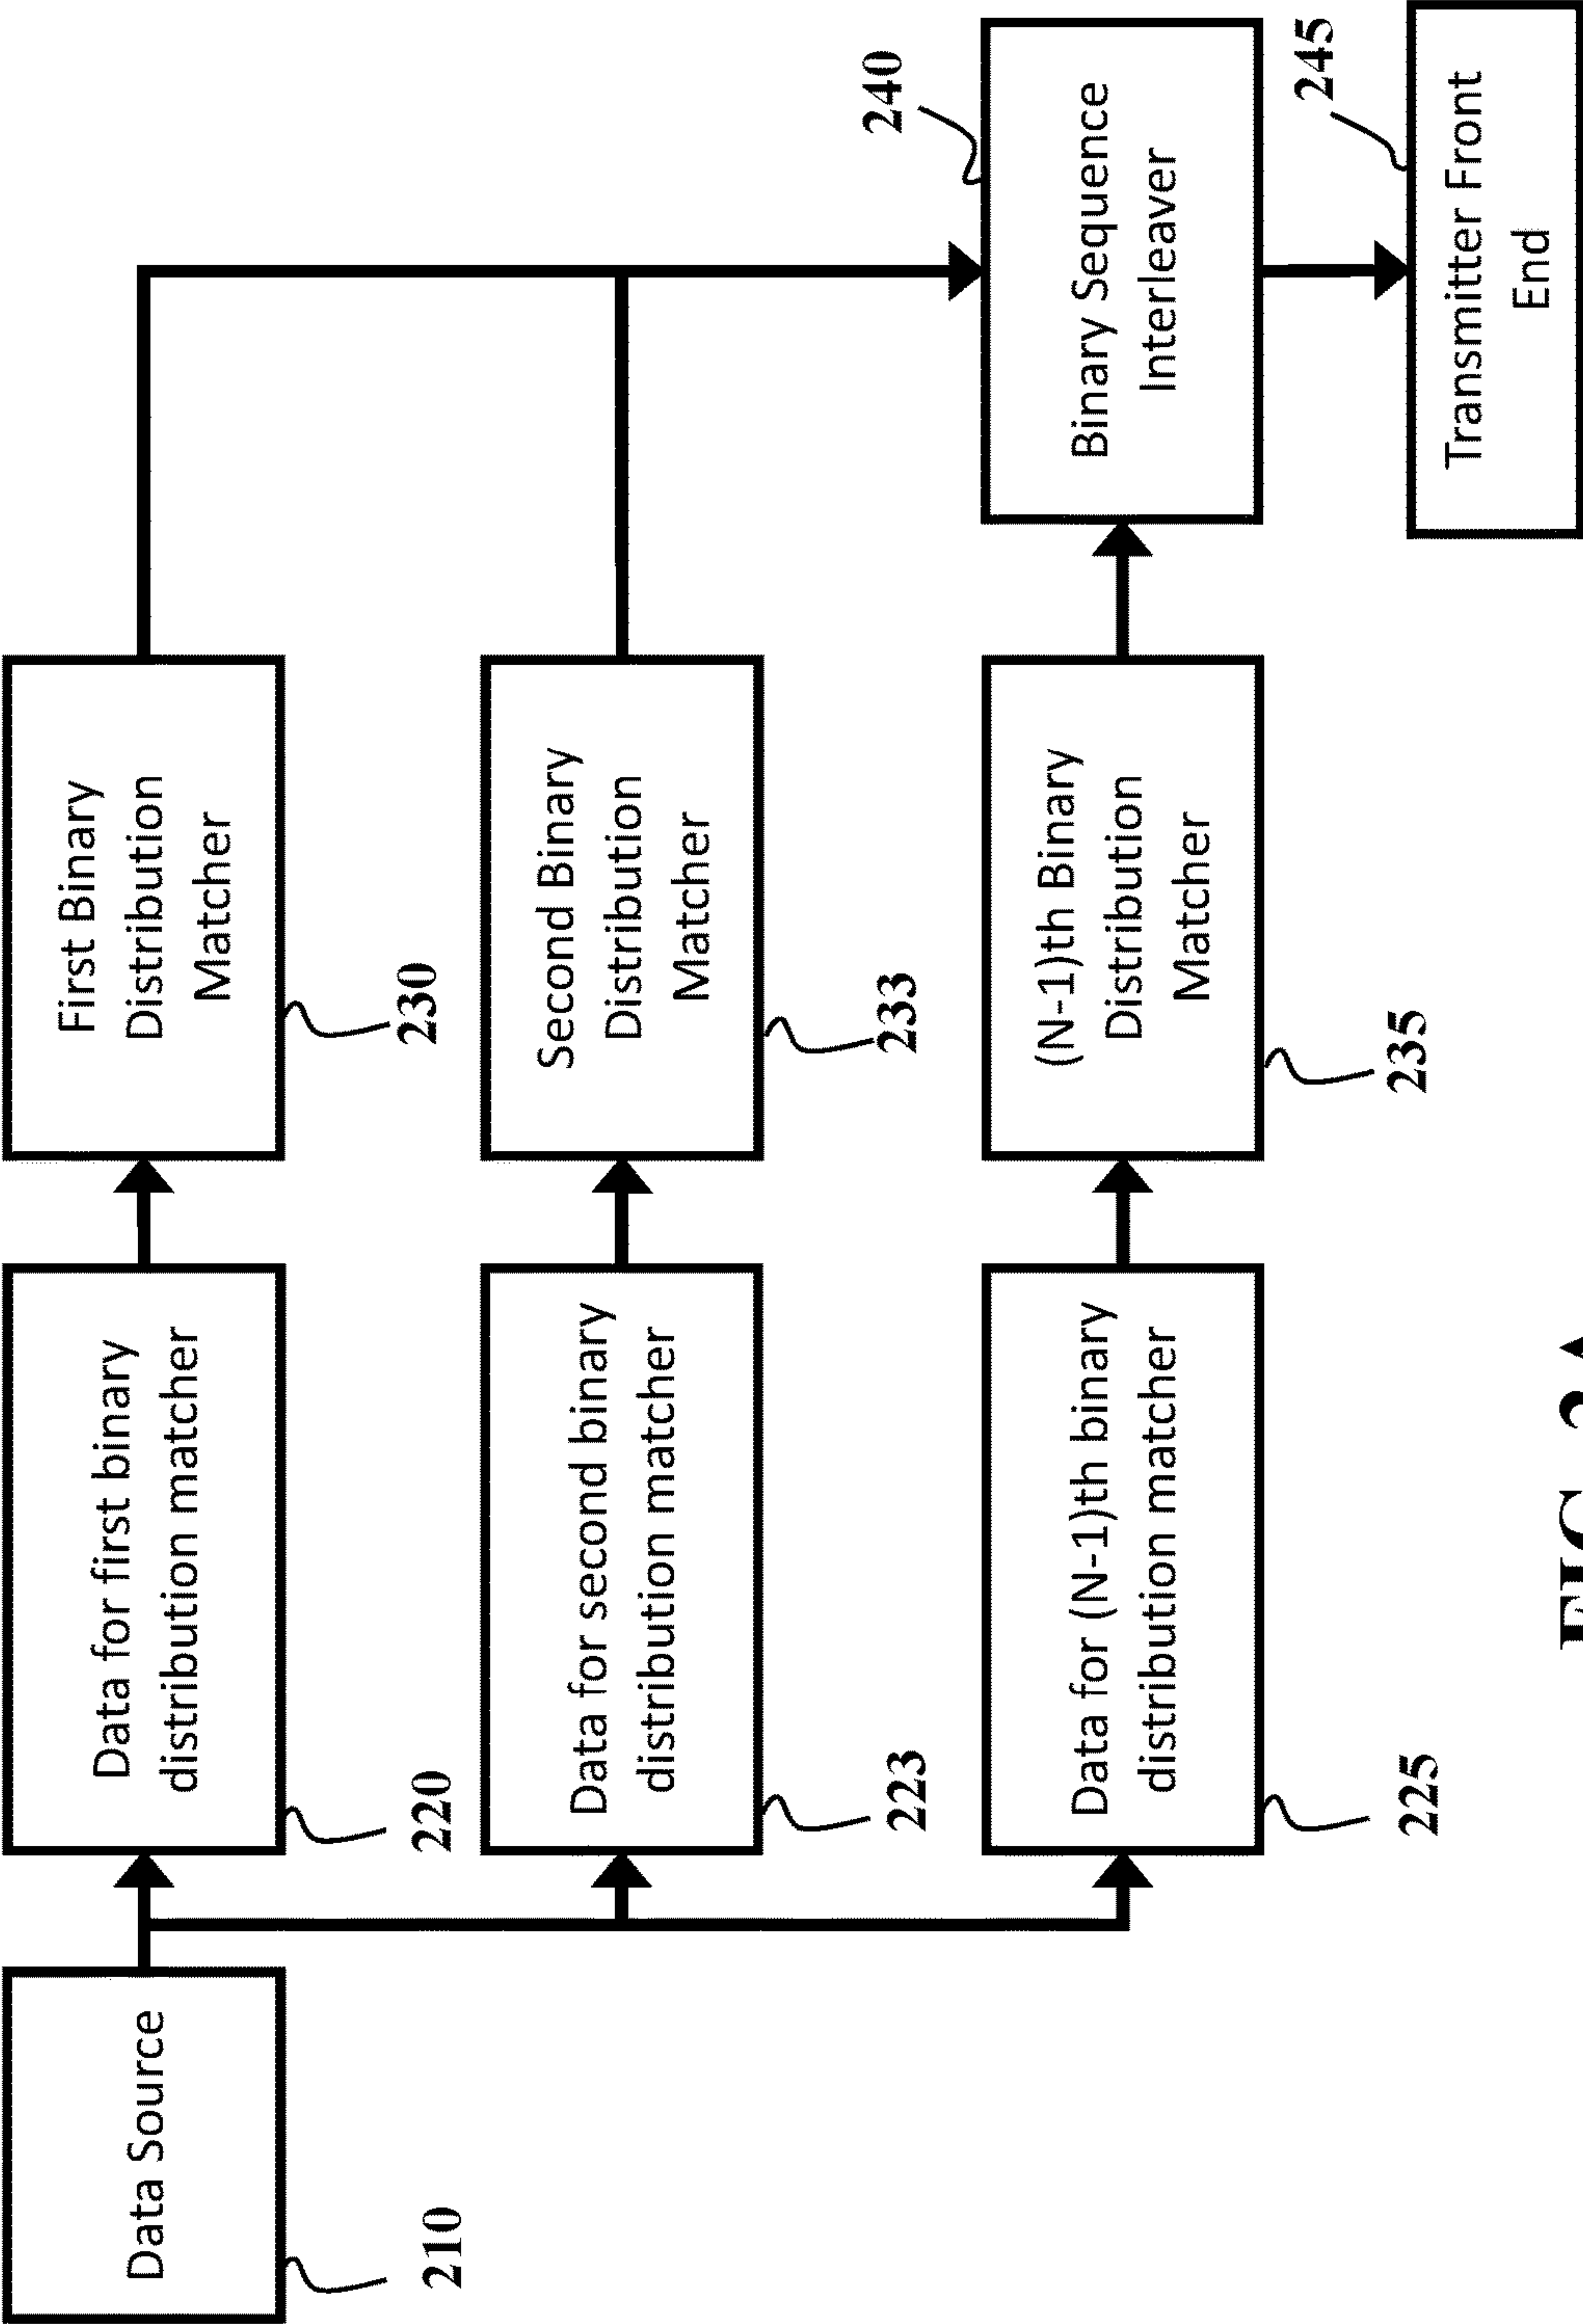 Data Source
210
Data for first binary
distribution matcher
220
First Binary
Distribution
Matcher
230
Data for second binary
distribution matcher
223
Second Binary
Distribution
Matcher
233
Data for (N-1)th binary
distribution matcher
225
(N-1)th Binary
Distribution
Matcher
235
240
Binary Sequence
Interleaver
245
Transmitter Front
End
FIG. 2A